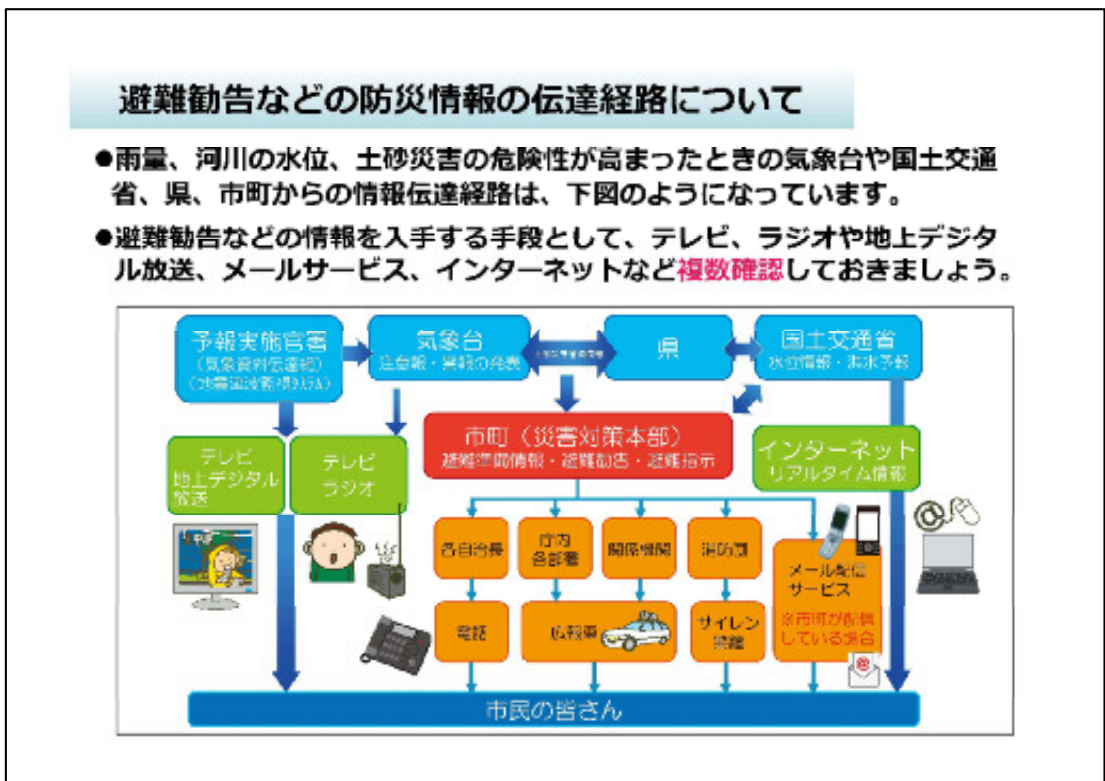 避難勧告などの防災情報の伝達経路について
●雨量、河川の水位、土砂災害の危険性が高まったときの気象台や国土交通
省、県、市町からの情報伝達経路は、下図のようになっています。
●避難勧告などの情報を入手する手段として、テレビ、ラジオや地上デジタ
ル放送、メールサービス、インターネットなど複数確認しておきましょう。
予報実施官署
(気象資料伝達網)
気象台
注意報・警報の発表
県
国土交通省
水位情報・洪水予報
市町（災害対策本部）
避難準備情報・避難勧告・避難指示
テレビ
地上デジタル
放送
テレビ
ラジオ
インターネット
リアルタイム情報
各自治長
庁内
各部署
関係機関
消防団
メール配信
サービス
※市町が配信
している場合
電話
広報車
サイレン
警鐘
市民の皆さん